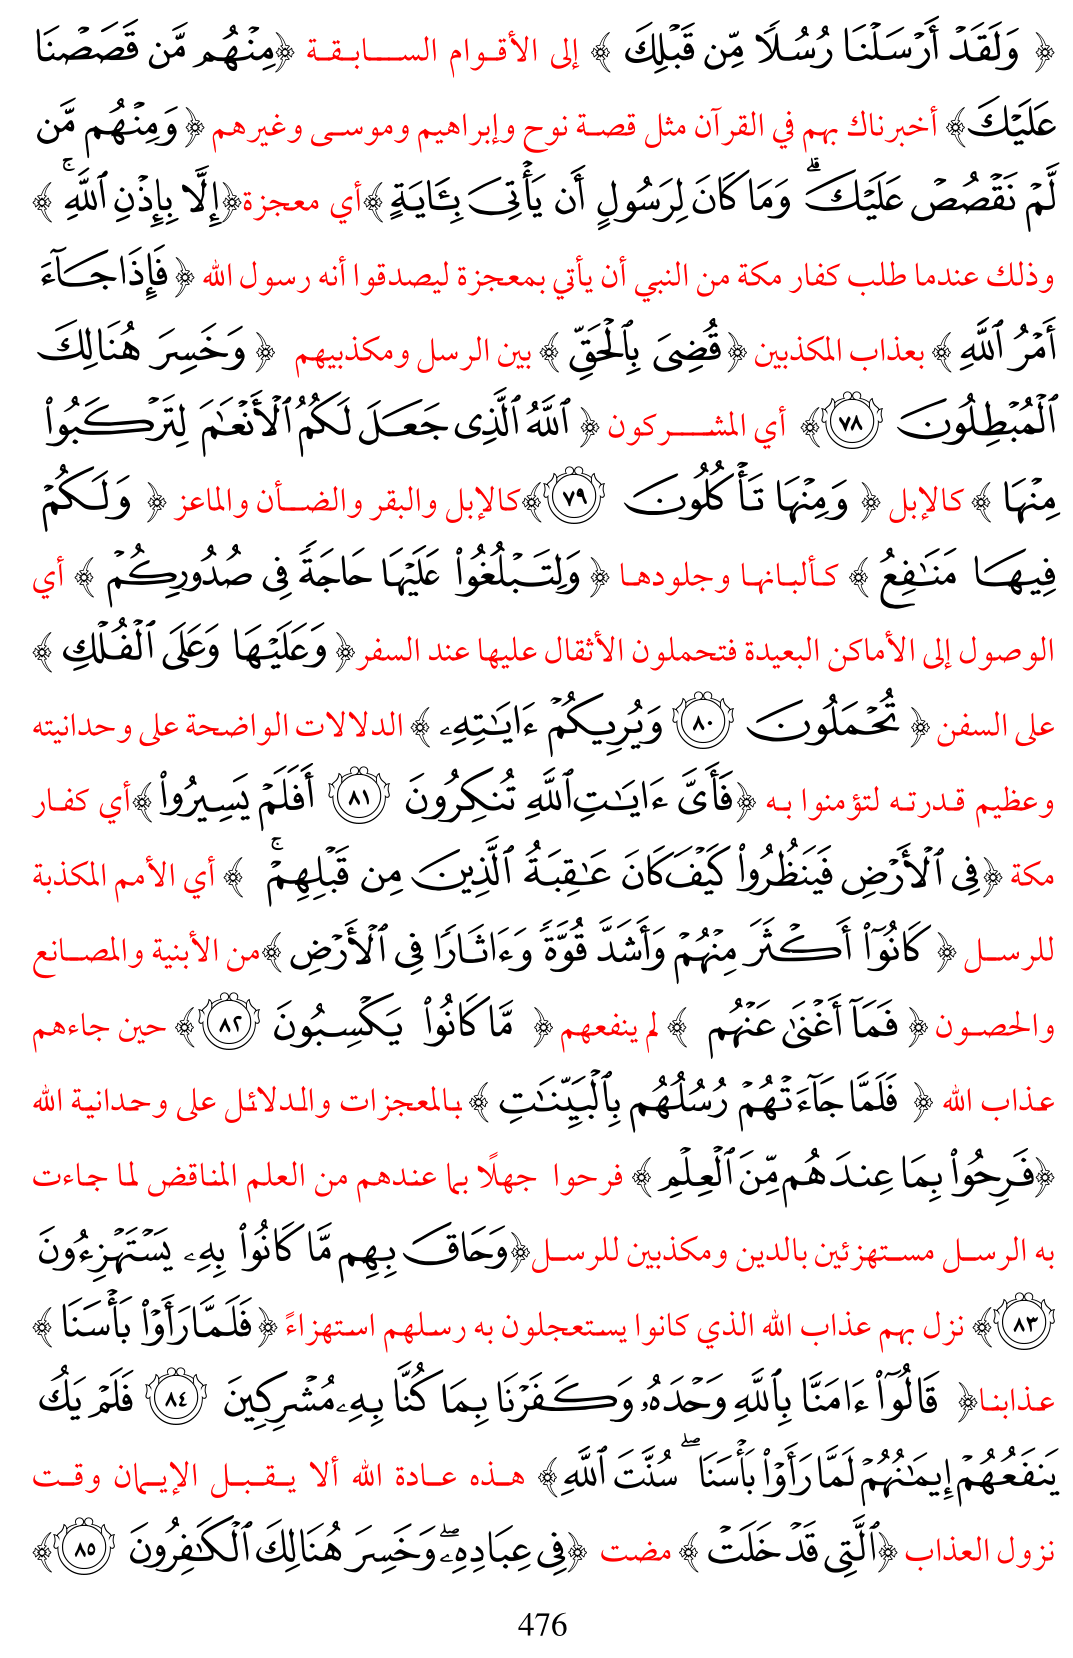 ﴿ وَلَقَدۡ أَرۡسَلۡنَا رُسُلٗا مِّن قَبۡلِكَ ﴾ إلى الأقوام السابقة ﴿مِنۡهُم مَّن قَصَصۡنَا
عَلَيۡكَ﴾ أخبرناك بهم في القرآن مثل قصة نوح وإبراهيم وموسى وغيرهم ﴿ وَمِنۡهُم مَّن
لَّمۡ نَقۡصُصۡ عَلَيۡكَۗ وَمَا كَانَ لِرَسُولٍ أَن يَأۡتِيَ بِـَٔايَةٍ ﴾أي معجزة﴿إِلَّا بِإِذۡنِ ٱللَّهِۚ ﴾
وذلك عندما طلب كفار مكة من النبي أن يأتي بمعجزة ليصدقوا أنه رسول الله ﴿ فَإِذَا جَآءَ
أَمۡرُ ٱللَّهِ ﴾ بعذاب المكذبين ﴿قُضِيَ بِٱلۡحَقِّ ﴾ بين الرسل ومكذبيهم ﴿ وَخَسِرَ هُنَالِكَ
ٱلۡمُبۡطِلُونَ ٧٨﴾ أي المشركون ﴿ ٱللَّهُ ٱلَّذِي جَعَلَ لَكُمُ ٱلۡأَنۡعَٰمَ لِتَرۡكَبُواْ
مِنۡهَا ﴾ كالإبل ﴿ وَمِنۡهَا تَأۡكُلُونَ ٧٩﴾كالإبل والبقر والضأن والماعز ﴿ وَلَكُمۡ
فِيهَا مَنَٰفِعُ ﴾ كألبانها وجلودها ﴿ وَلِتَبۡلُغُواْ عَلَيۡهَا حَاجَةٗ فِي صُدُورِكُمۡ ﴾ أي
الوصول إلى الأماكن البعيدة فتحملون الأثقال عليها عند السفر﴿ وَعَلَيۡهَا وَعَلَى ٱلۡفُلۡكِ ﴾
على السفن ﴿ تُحۡمَلُونَ ٨٠ وَيُرِيكُمۡ ءَايَٰتِهِۦ ﴾ الدلالات الواضحة على وحدانيته
وعظيم قدرته لتؤمنوا به ﴿فَأَيَّ ءَايَٰتِ ٱللَّهِ تُنكِرُونَ ٨١ أَفَلَمۡ يَسِيرُواْ ﴾أي كفار
مكة ﴿فِي ٱلۡأَرۡضِ فَيَنظُرُواْ كَيۡفَ كَانَ عَٰقِبَةُ ٱلَّذِينَ مِن قَبۡلِهِمۡۚ ﴾ أي الأمم المكذبة
للرسل ﴿ كَانُوٓاْ أَكۡثَرَ مِنۡهُمۡ وَأَشَدَّ قُوَّةٗ وَءَاثَارٗا فِي ٱلۡأَرۡضِ ﴾من الأبنية والمصانع
والحصون ﴿ فَمَآ أَغۡنَىٰ عَنۡهُم ﴾ لم ينفعهم ﴿ مَّا كَانُواْ يَكۡسِبُونَ ٨٢﴾ حين جاءهم
عذاب الله ﴿ فَلَمَّا جَآءَتۡهُمۡ رُسُلُهُم بِٱلۡبَيِّنَٰتِ ﴾ بالمعجزات والدلائل على وحدانية الله
﴿فَرِحُواْ بِمَا عِندَهُم مِّنَ ٱلۡعِلۡمِ ﴾ فرحوا جهلًا بما عندهم من العلم المناقض لما جاءت
به الرسل مستهزئين بالدين ومكذبين للرسل﴿وَحَاقَ بِهِم مَّا كَانُواْ بِهِۦ يَسۡتَهۡزِءُونَ
٨٣﴾ نزل بهم عذاب الله الذي كانوا يستعجلون به رسلهم استهزاءً ﴿ فَلَمَّا رَأَوۡاْ بَأۡسَنَا ﴾
عذابنا﴿ قَالُوٓاْ ءَامَنَّا بِٱللَّهِ وَحۡدَهُۥ وَكَفَرۡنَا بِمَا كُنَّا بِهِۦ مُشۡرِكِينَ ٨٤ فَلَمۡ يَكُ
يَنفَعُهُمۡ إِيمَٰنُهُمۡ لَمَّا رَأَوۡاْ بَأۡسَنَاۖ سُنَّتَ ٱللَّهِ ﴾ هذه عادة الله ألا يقبل الإيمان وقت
نزول العذاب ﴿ٱلَّتِي قَدۡ خَلَتۡ ﴾ مضت ﴿فِي عِبَادِهِۦۖ وَخَسِرَ هُنَالِكَ ٱلۡكَٰفِرُونَ ٨٥﴾
476